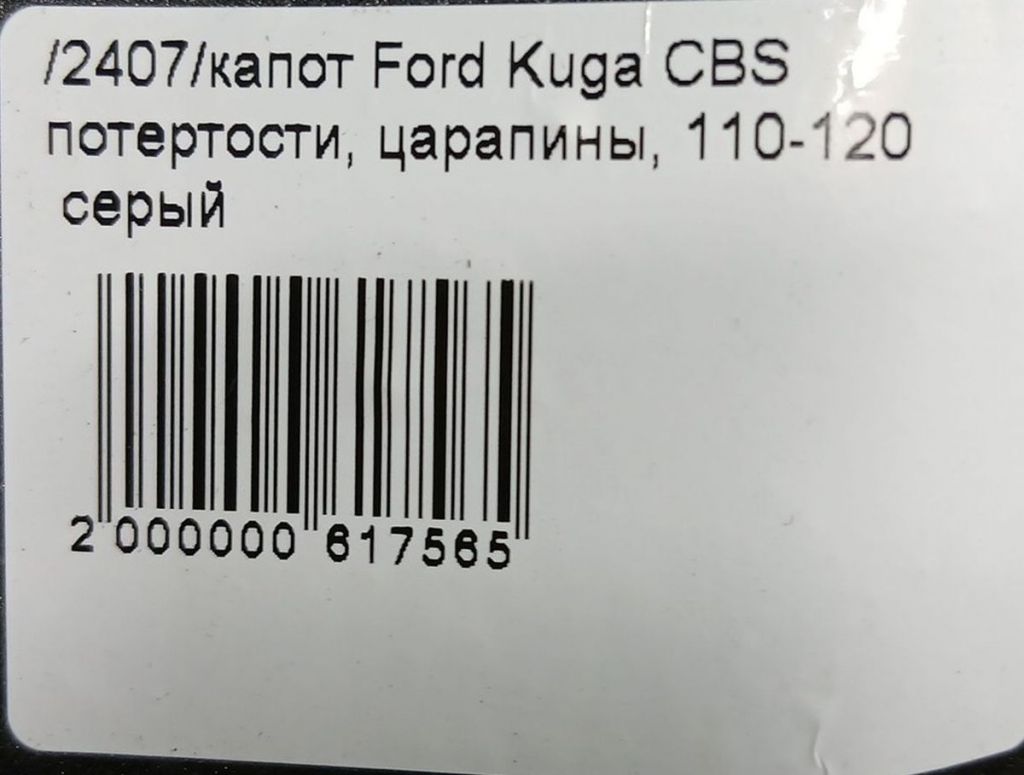 /2407/капот Ford Kuga CBS
потертости, царапины, 110-120
серый
2 000000 617565